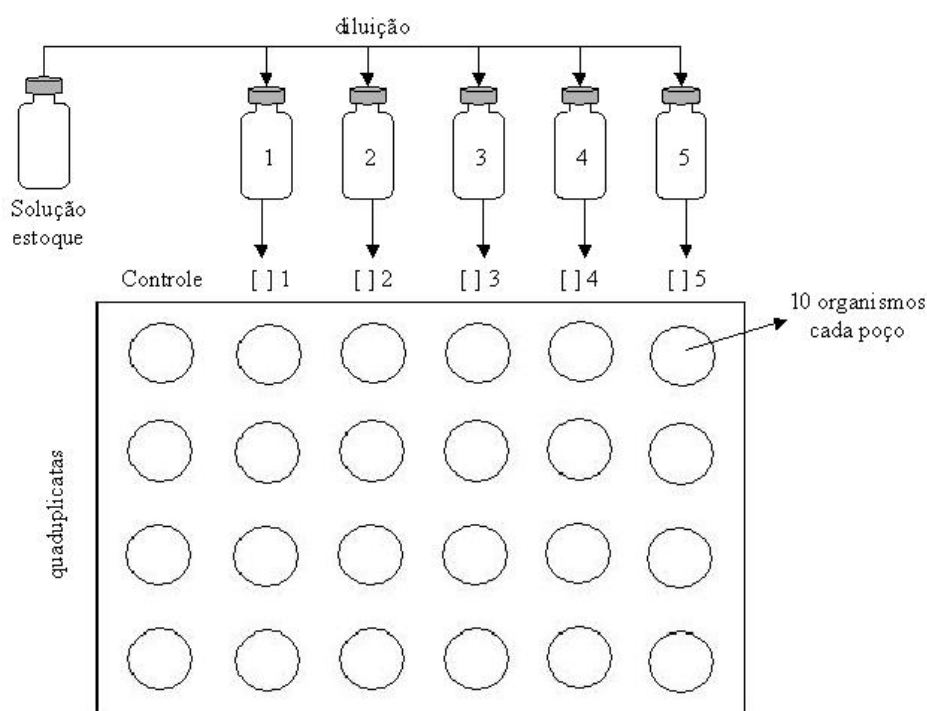 diluição
1
2
3
4
5
Solução
estoque
Controle
[ ] 1
[ ] 2
[ ] 3
[ ] 4
[ ] 5
10 organismos
cada poço
quaduplicatas